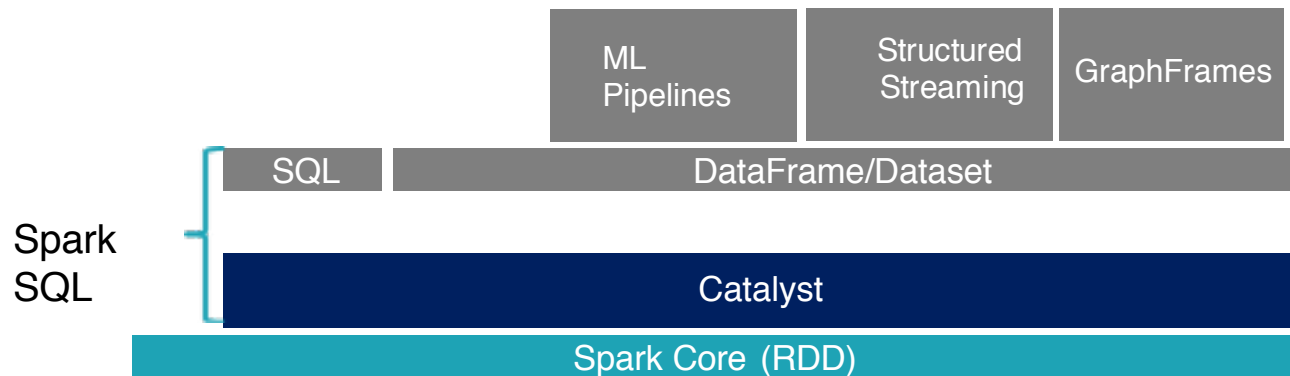 ML
Pipelines
Structured
Streaming
GraphFrames
SQL
DataFrame/Dataset
Spark
SQL
Catalyst
Spark Core (RDD)